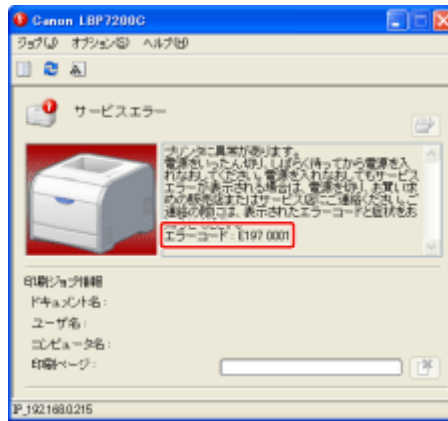 Canon LBP7200C
ジョブ(J) オプション(S) ヘルプ(H)
サービスエラー
プリンタに異常があります。
電源をいったん切り、しばらく待ってから電源を入
れなおしてください。電源を入れなおしてもサービス
エラーが表示される場合は、電源を切り、お買い求
めの販売店またはサービス店にご連絡ください。ご
連絡の際には、表示されたエラーコードと症状をお
エラーコード : E197 0001
印刷ジョブ情報
ドキュメント名 :
ユーザ名 :
コンピュータ名 :
印刷ページ :
IP_192.168.0.215